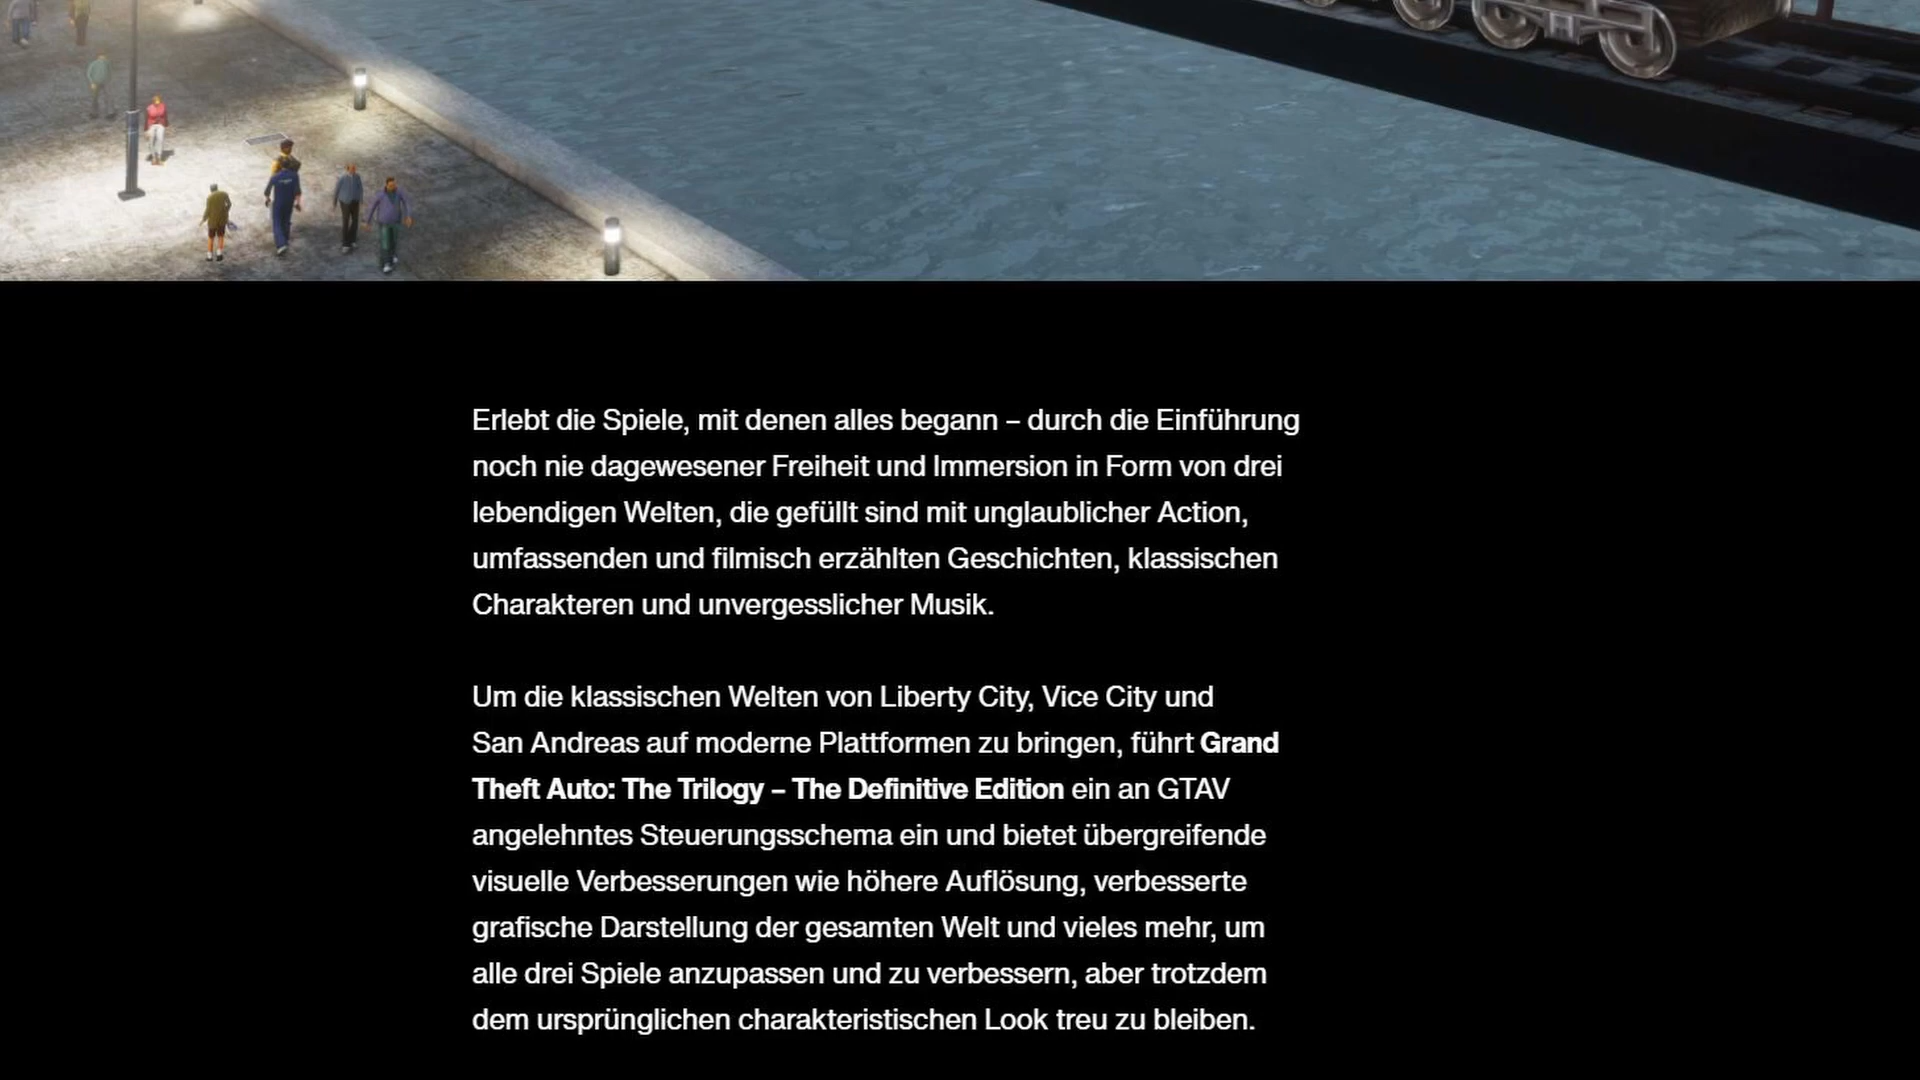 Erlebt die Spiele, mit denen alles begann – durch die Einführung
noch nie dagewesener Freiheit und Immersion in Form von drei
lebendigen Welten, die gefüllt sind mit unglaublicher Action,
umfassenden und filmisch erzählten Geschichten, klassischen
Charakteren und unvergesslicher Musik.
Um die klassischen Welten von Liberty City, Vice City und
San Andreas auf moderne Plattformen zu bringen, führt Grand
Theft Auto: The Trilogy – The Definitive Edition ein an GTAV
angelehntes Steuerungsschema ein und bietet übergreifende
visuelle Verbesserungen wie höhere Auflösung, verbesserte
grafische Darstellung der gesamten Welt und vieles mehr, um
alle drei Spiele anzupassen und zu verbessern, aber trotzdem
dem ursprünglichen charakteristischen Look treu zu bleiben.